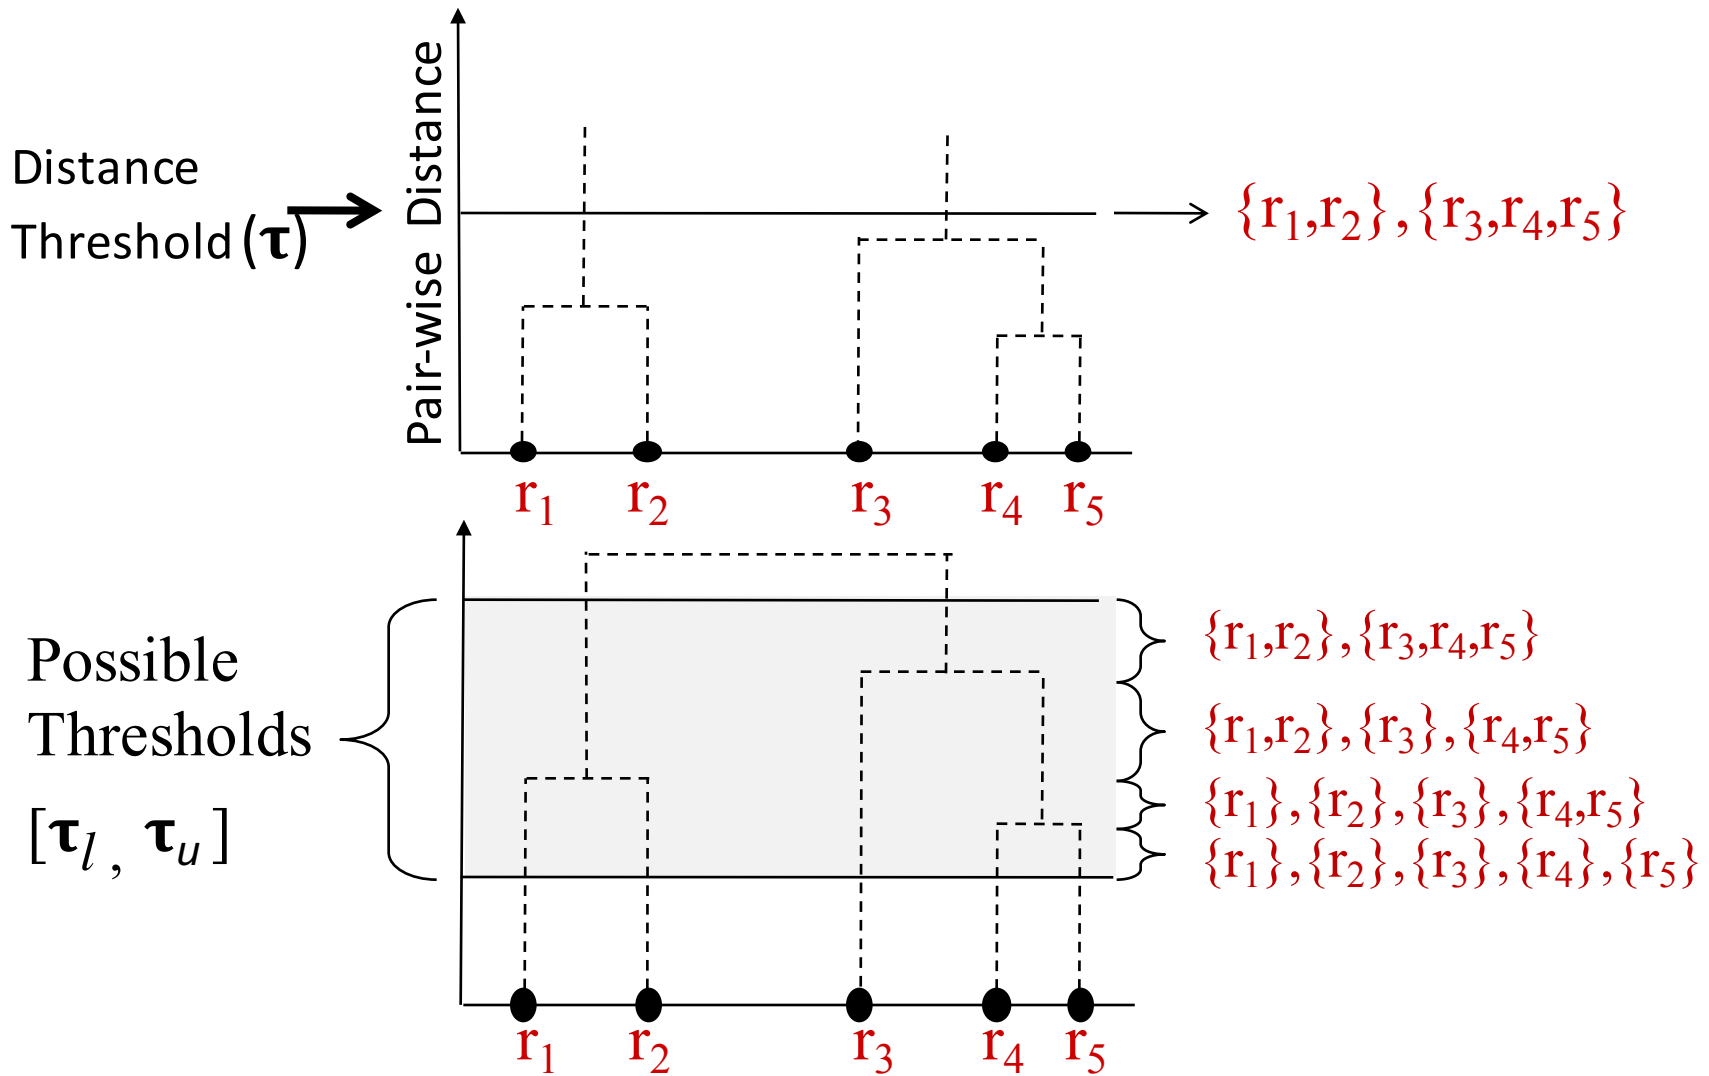 Pair-wise Distance
Distance
Threshold(τ)
{r₁,r₂},{r₃,r₄,r₅}
r₁ r₂ r₃ r₄ r₅
Possible
Thresholds
[τₗ, τᵤ]
{r₁,r₂},{r₃,r₄,r₅}
{r₁,r₂},{r₃},{r₄,r₅}
{r₁},{r₂},{r₃},{r₄,r₅}
{r₁},{r₂},{r₃},{r₄},{r₅}
r₁ r₂ r₃ r₄ r₅